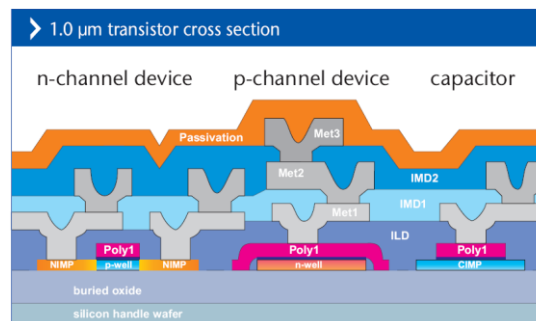 1.0 µm transistor cross section
n-channel device p-channel device capacitor
Passivation Met3
Met2 IMD2
IMD1
Met1
ILD
Poly1 Poly1 Poly1
NIMP p-well NIMP n-well CIMP
buried oxide
silicon handle wafer